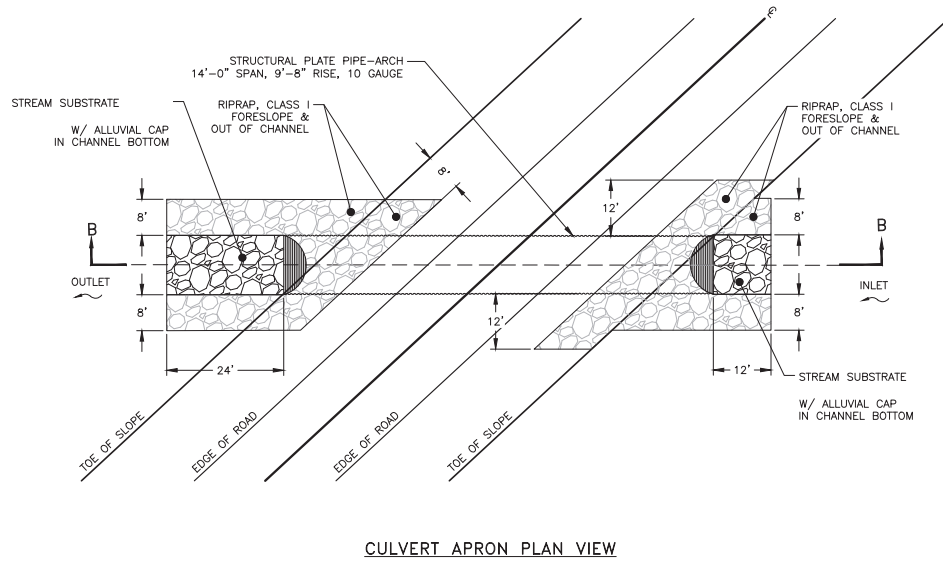 ℄
STRUCTURAL PLATE PIPE-ARCH
14'-0" SPAN, 9'-8" RISE, 10 GAUGE
STREAM SUBSTRATE
W/ ALLUVIAL CAP
IN CHANNEL BOTTOM
RIPRAP, CLASS I
FORESLOPE &
OUT OF CHANNEL
RIPRAP, CLASS I
FORESLOPE &
OUT OF CHANNEL
8'
12'
8'
8'
B
B
OUTLET
INLET
8'
12'
8'
24'
12'
STREAM SUBSTRATE
W/ ALLUVIAL CAP
IN CHANNEL BOTTOM
TOE OF SLOPE
EDGE OF ROAD
EDGE OF ROAD
TOE OF SLOPE
CULVERT APRON PLAN VIEW